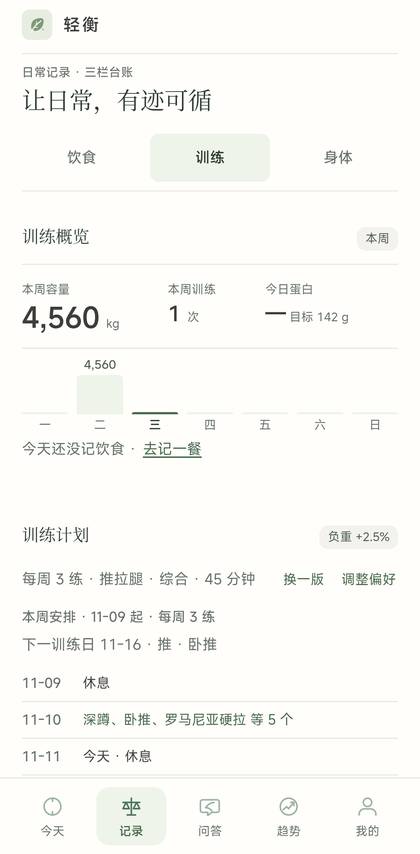 轻衡
日常记录 · 三栏台账
让日常，有迹可循
饮食 训练 身体
训练概览 本周
本周容量 本周训练 今日蛋白
4,560 kg 1 次 — 目标 142 g
4,560
一 二 三 四 五 六 日
今天还没记饮食 · 去记一餐
训练计划 负重 +2.5%
每周 3 练 · 推拉腿 · 综合 · 45 分钟 换一版 调整偏好
本周安排 · 11-09 起 · 每周 3 练
下一训练日 11-16 · 推 · 卧推
11-09 休息
11-10 深蹲、卧推、罗马尼亚硬拉 等 5 个
11-11 今天 · 休息
今天 记录 问答 趋势 我的